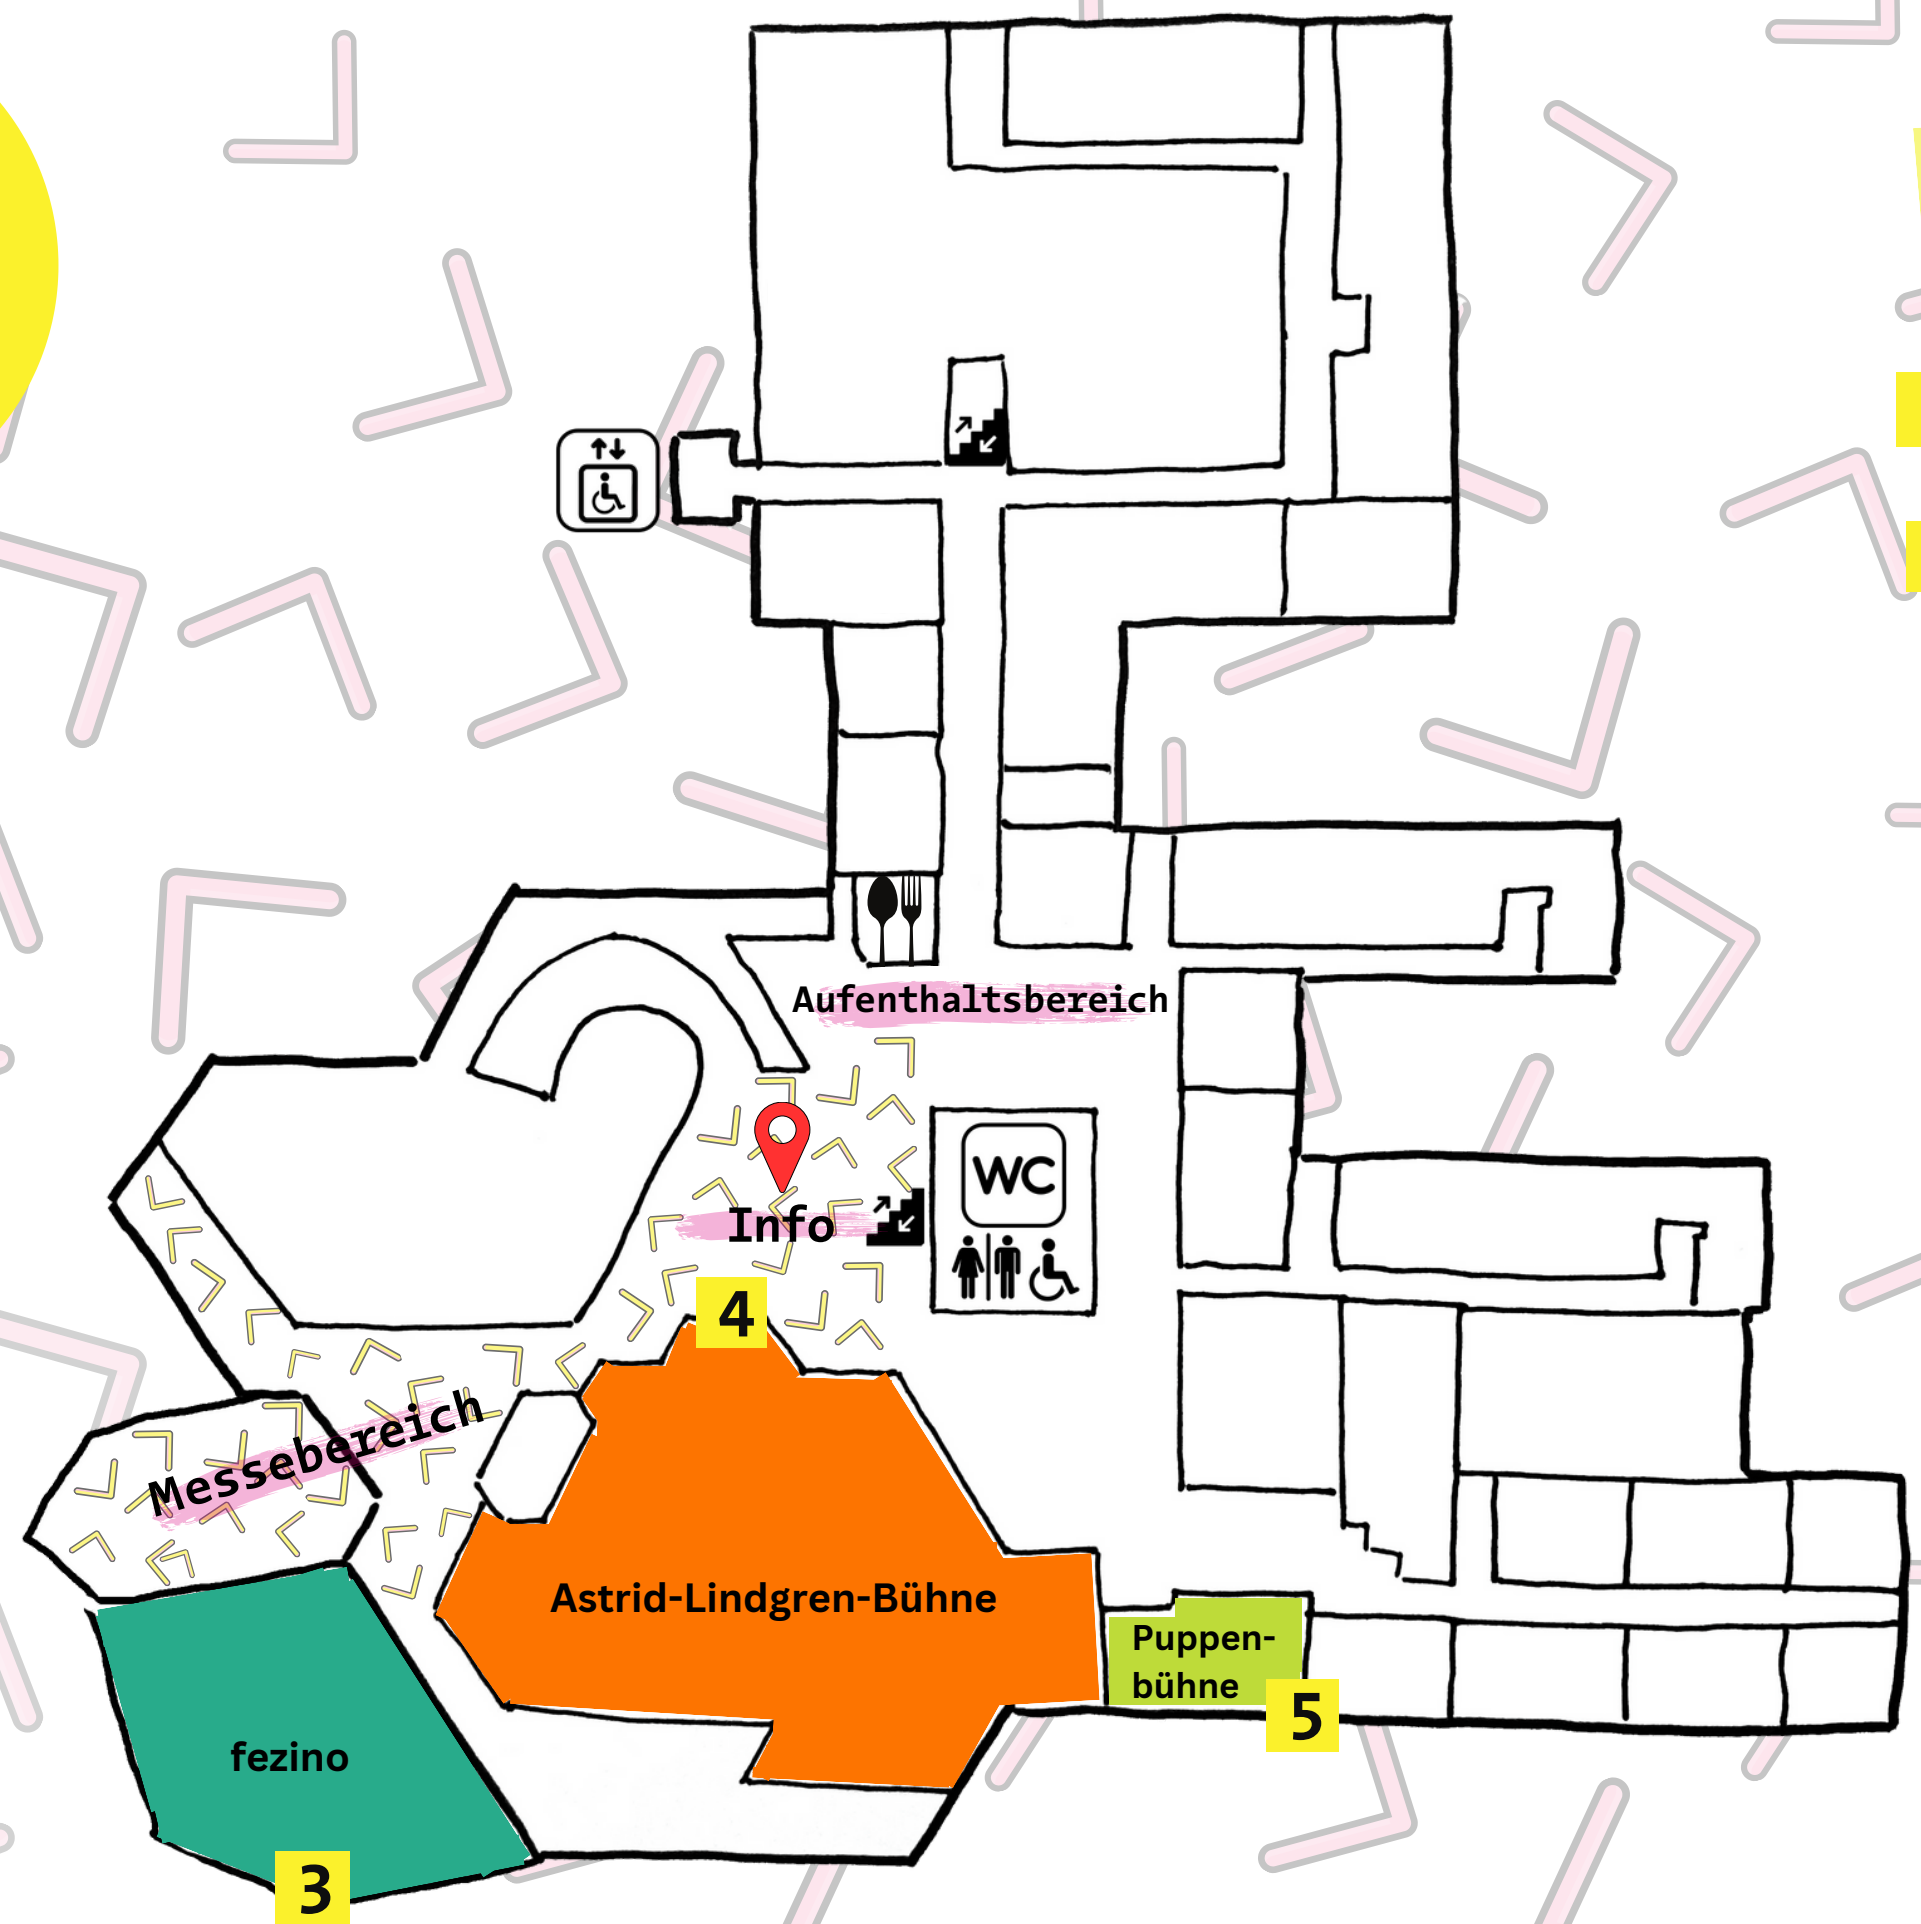 Aufenthaltsbereich
WC
Info
4
Messebereich
Astrid-Lindgren-Bühne
Puppen-
bühne
5
fezino
3